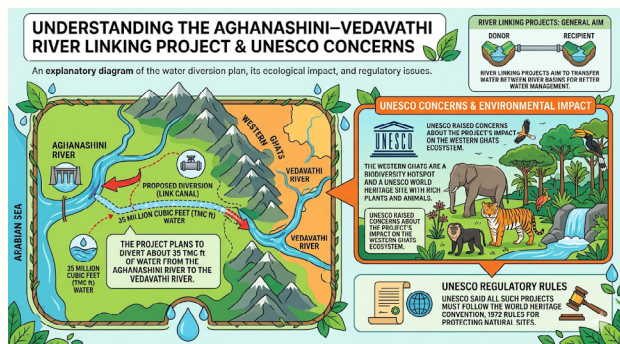 UNDERSTANDING THE AGHANASHINI–VEDAVATHI
RIVER LINKING PROJECT & UNESCO CONCERNS
An explanatory diagram of the water diversion plan, its ecological impact, and regulatory issues.
RIVER LINKING PROJECTS: GENERAL AIM
DONOR
RECIPIENT
RIVER LINKING PROJECTS AIM TO TRANSFER
WATER BETWEEN RIVER BASINS FOR BETTER
WATER MANAGEMENT.
AGHANASHINI
RIVER
WESTERN
GHATS
PROPOSED DIVERSION
(LINK CANAL)
35 MILLION CUBIC FEET (TMC ft)
WATER
VEDAVATHI
RIVER
VEDAVATHI
RIVER
ARABIAN SEA
35 MILLION
CUBIC FEET
(TMC ft)
WATER
THE PROJECT PLANS TO
DIVERT ABOUT 35 TMC ft
OF WATER FROM THE
AGHANASHINI RIVER TO THE
VEDAVATHI RIVER.
UNESCO CONCERNS & ENVIRONMENTAL IMPACT
UNESCO
UNESCO RAISED CONCERNS
ABOUT THE PROJECT'S IMPACT
ON THE WESTERN GHATS
ECOSYSTEM.
THE WESTERN GHATS ARE A
BIODIVERSITY HOTSPOT
AND A UNESCO WORLD
HERITAGE SITE WITH RICH
PLANTS AND ANIMALS.
UNESCO RAISED
CONCERNS ABOUT
THE PROJECT'S
IMPACT ON THE
WESTERN GHATS
ECOSYSTEM.
UNESCO REGULATORY RULES
UNESCO SAID ALL SUCH PROJECTS
MUST FOLLOW THE WORLD HERITAGE
CONVENTION, 1972 RULES FOR
PROTECTING NATURAL SITES.